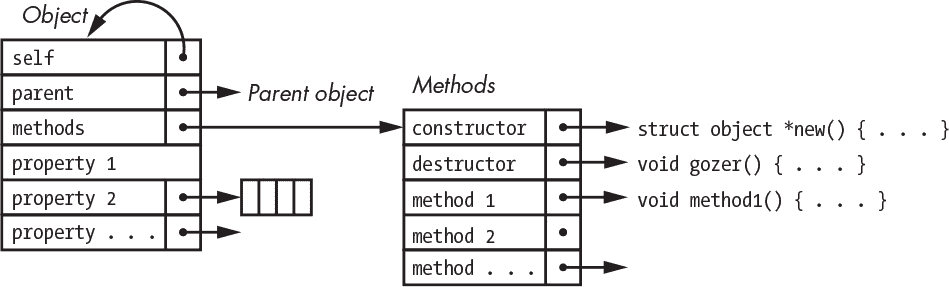 Object
self
parent
Parent object
methods
property 1
property 2
property . . .
Methods
constructor
struct object *new() { . . . }
destructor
void gozer() { . . . }
method 1
void method1() { . . . }
method 2
method . . .